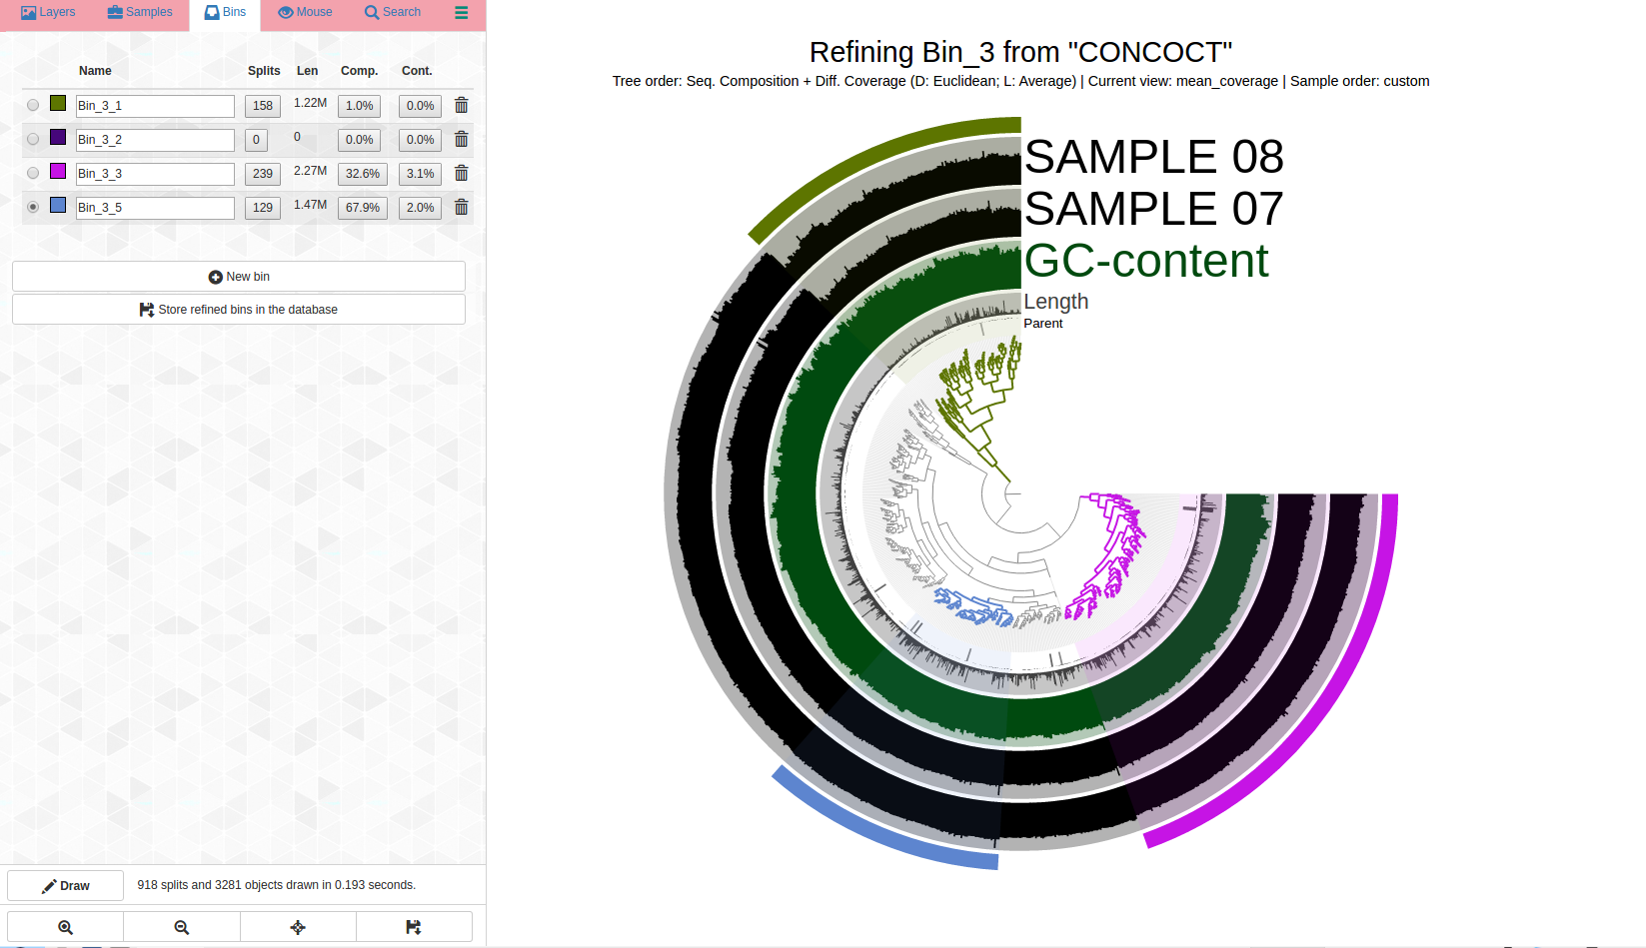 Layers Samples Bins Mouse Search
Name Splits Len Comp. Cont.
Bin_3_1 158 1.22M 1.0% 0.0%
Bin_3_2 0 0 0.0% 0.0%
Bin_3_3 239 2.27M 32.6% 3.1%
Bin_3_5 129 1.47M 67.9% 2.0%
New bin
Store refined bins in the database
Draw 918 splits and 3281 objects drawn in 0.193 seconds.
Refining Bin_3 from "CONCOCT"
Tree order: Seq. Composition + Diff. Coverage (D: Euclidean; L: Average) | Current view: mean_coverage | Sample order: custom
SAMPLE 08
SAMPLE 07
GC-content
Length
Parent